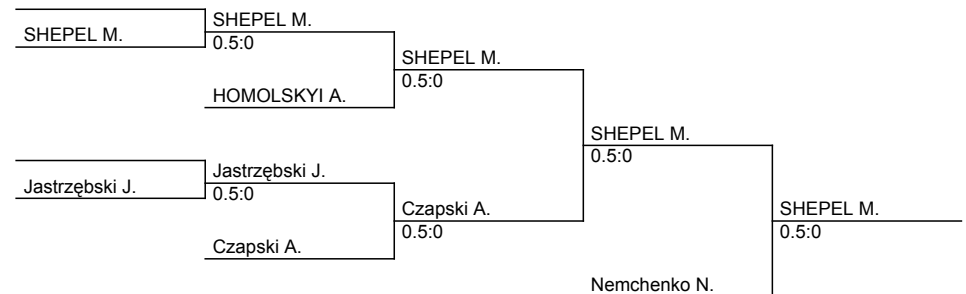 SHEPEL M.
SHEPEL M.
0.5:0
SHEPEL M.
0.5:0
HOMOLSKYI A.
SHEPEL M.
0.5:0
Jastrzębski J.
Jastrzębski J.
0.5:0
Czapski A.
0.5:0
SHEPEL M.
0.5:0
Czapski A.
Nemchenko N.